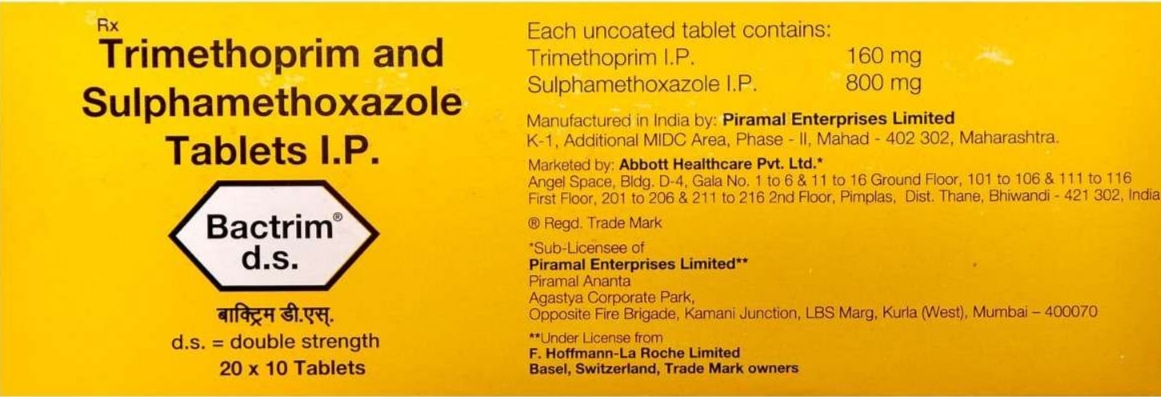 Rx
Trimethoprim and
Sulphamethoxazole
Tablets I.P.
Bactrim®
d.s.
बाक्ट्रिम डी.एस्.
d.s. = double strength
20 x 10 Tablets
Each uncoated tablet contains:
Trimethoprim I.P. 160 mg
Sulphamethoxazole I.P. 800 mg
Manufactured in India by: Piramal Enterprises Limited
K-1, Additional MIDC Area, Phase - II, Mahad - 402 302, Maharashtra.
Marketed by: Abbott Healthcare Pvt. Ltd.*
Angel Space, Bldg. D-4, Gala No. 1 to 6 & 11 to 16 Ground Floor, 101 to 106 & 111 to 116
First Floor, 201 to 206 & 211 to 216 2nd Floor, Pimplas, Dist. Thane, Bhiwandi - 421 302, India
® Regd. Trade Mark
*Sub-Licensee of
Piramal Enterprises Limited**
Piramal Ananta
Agastya Corporate Park,
Opposite Fire Brigade, Kamani Junction, LBS Marg, Kurla (West), Mumbai – 400070
**Under License from
F. Hoffmann-La Roche Limited
Basel, Switzerland, Trade Mark owners